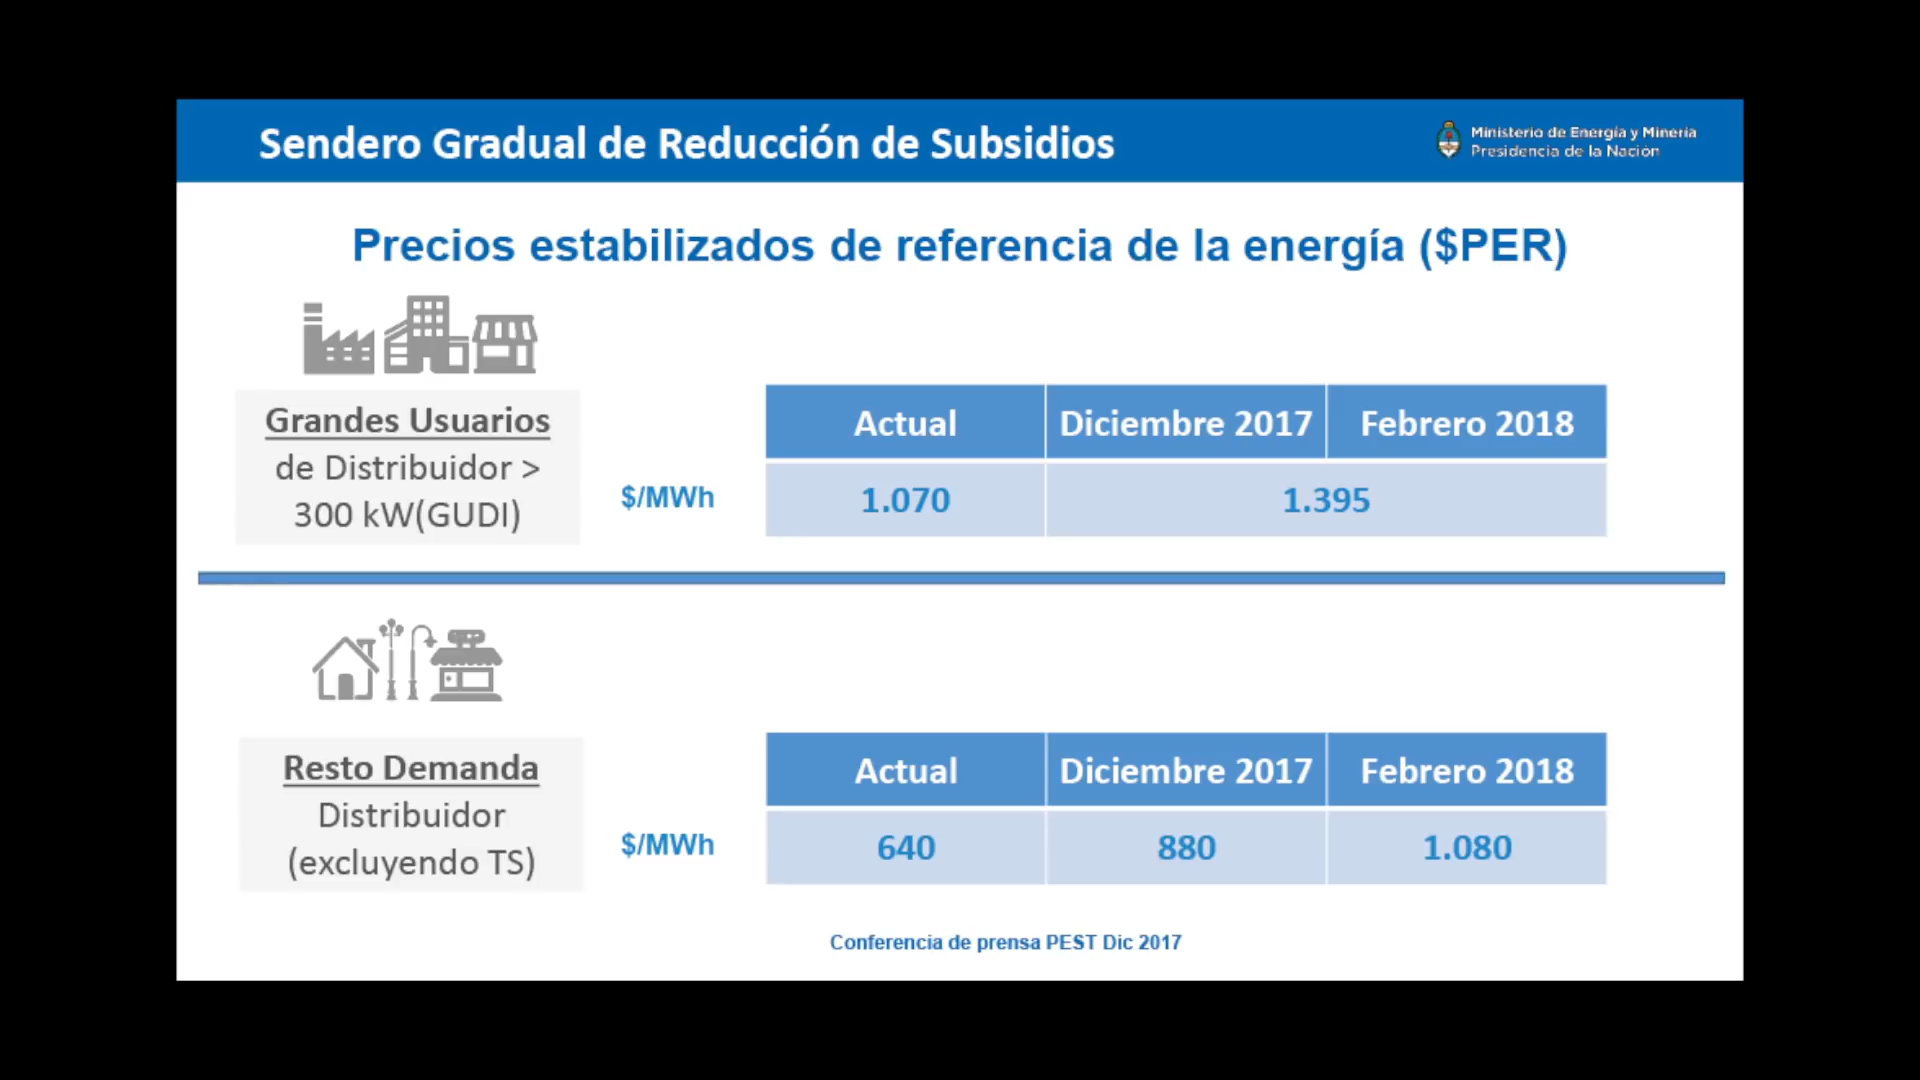 Sendero Gradual de Reducción de Subsidios
Ministerio de Energía y Minería
Presidencia de la Nación
Precios estabilizados de referencia de la energía ($PER)
Grandes Usuarios
de Distribuidor >
300 kW(GUDI)
$/MWh
Actual Diciembre 2017 Febrero 2018
1.070 1.395
Resto Demanda
Distribuidor
(excluyendo TS)
$/MWh
Actual Diciembre 2017 Febrero 2018
640 880 1.080
Conferencia de prensa PEST Dic 2017